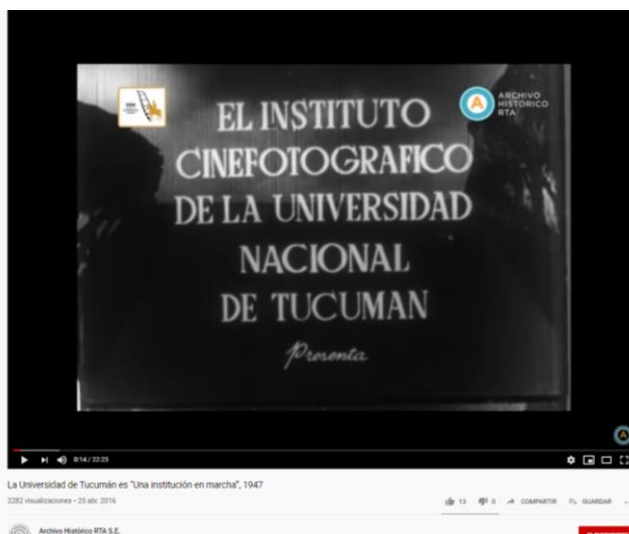 ARCHIVO
HISTÓRICO
RTA
EL INSTITUTO
CINEFOTOGRAFICO
DE LA UNIVERSIDAD
NACIONAL
DE TUCUMAN
Presenta
0:14 / 22:25
La Universidad de Tucumán es "Una institución en marcha", 1947
2282 visualizaciones • 25 abr. 2016
13 0 COMPARTIR GUARDAR ...
Archivo Histórico RTA S.E.